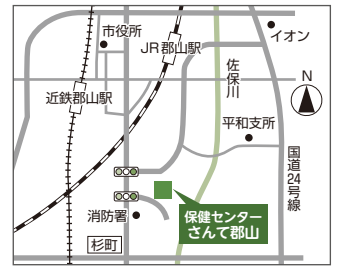 市役所
JR郡山駅
イオン
佐保川
N
近鉄郡山駅
平和支所
国道24号線
消防署
保健センター
さんて郡山
杉町